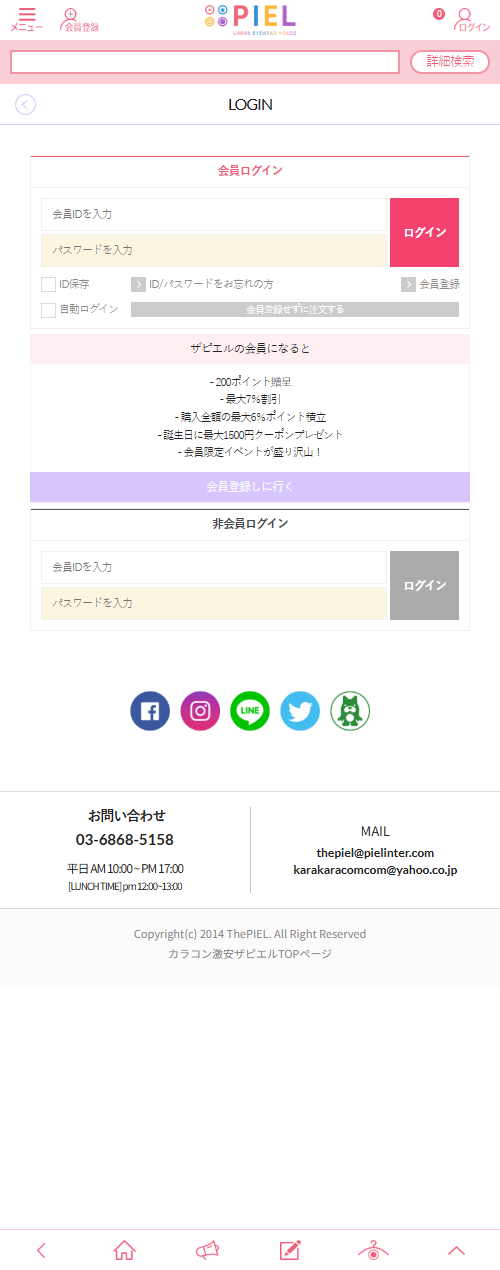 メニュー
会員登録
PIEL
URBAN EYEWEAR HOUSE
0
ログイン
詳細検索
LOGIN
会員ログイン
会員IDを入力
パスワードを入力
ログイン
ID保存
ID/パスワードをお忘れの方
会員登録
自動ログイン
会員登録せずに注文する
ザピエルの会員になると
- 200ポイント贈呈
- 最大7%割引
- 購入全額の最大6%ポイント積立
- 誕生日に最大1500円クーポンプレゼント
- 会員限定イベントが盛り沢山！
会員登録しに行く
非会員ログイン
会員IDを入力
パスワードを入力
ログイン
LINE
お問い合わせ
03-6868-5158
平日 AM 10:00 ~ PM 17:00
[LUNCH TIME] pm 12:00~13:00
MAIL
thepiel@pielinter.com
karakaracomcom@yahoo.co.jp
Copyright(c) 2014 ThePIEL. All Right Reserved
カラコン激安ザピエルTOPページ